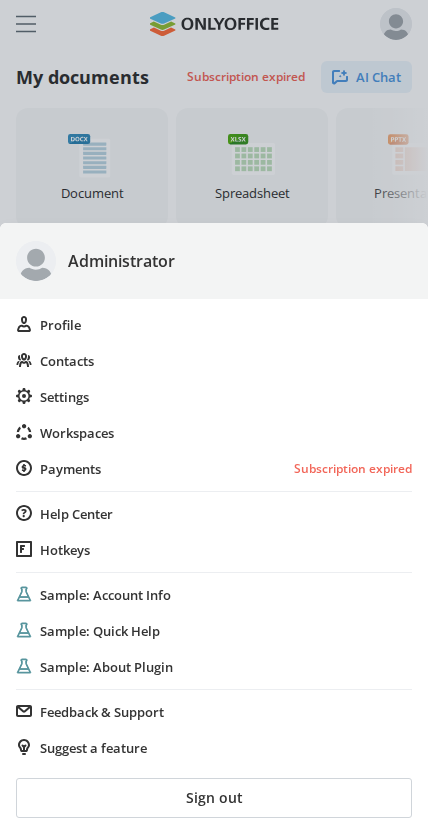 ONLYOFFICE
My documents
Subscription expired
AI Chat
DOCX
XLSX
PPTX
Document
Spreadsheet
Presenta
Administrator
Profile
Contacts
Settings
Workspaces
Payments
Subscription expired
Help Center
Hotkeys
Sample: Account Info
Sample: Quick Help
Sample: About Plugin
Feedback & Support
Suggest a feature
Sign out